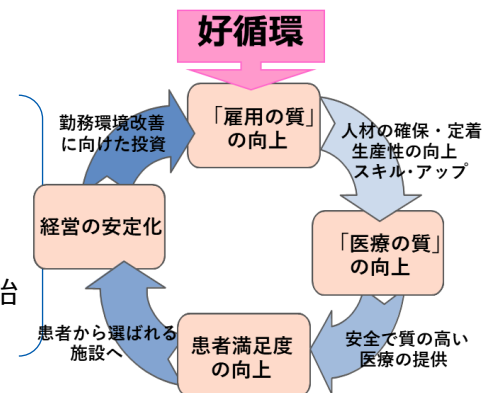 好循環
「雇用の質」
の向上
人材の確保・定着
生産性の向上
スキル・アップ
「医療の質」
の向上
安全で質の高い
医療の提供
患者満足度
の向上
患者から選ばれる
施設へ
経営の安定化
勤務環境改善
に向けた投資